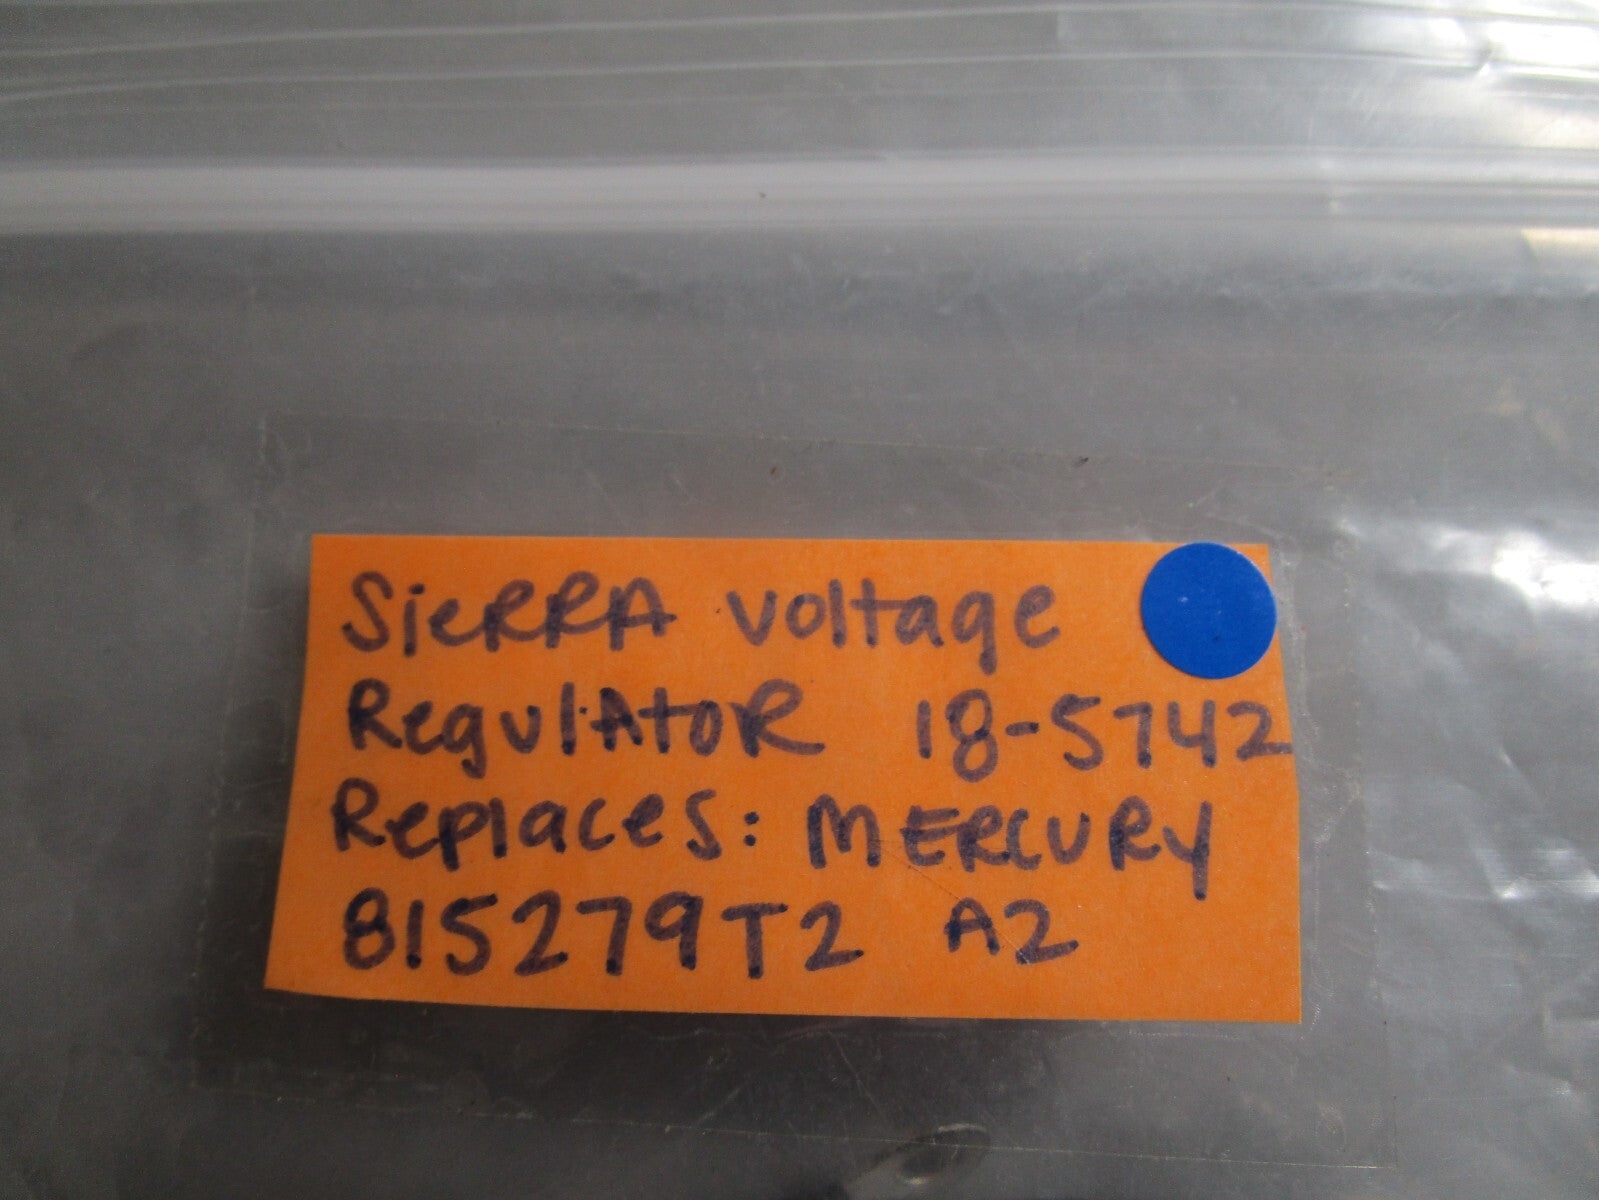 SieRRA voltage
RegulAtoR 18-5742
Replaces: MERCURy
815279T2 A2